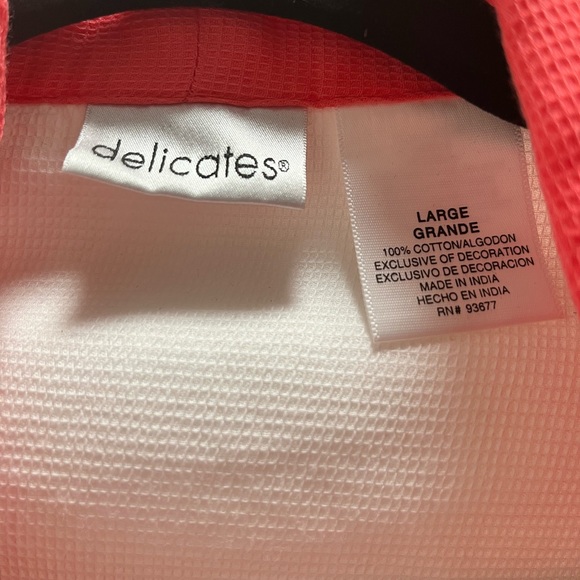 delicates®
LARGE
GRANDE
100% COTTON/ALGODON
EXCLUSIVE OF DECORATION
EXCLUSIVO DE DECORACION
MADE IN INDIA
HECHO EN INDIA
RN# 93677